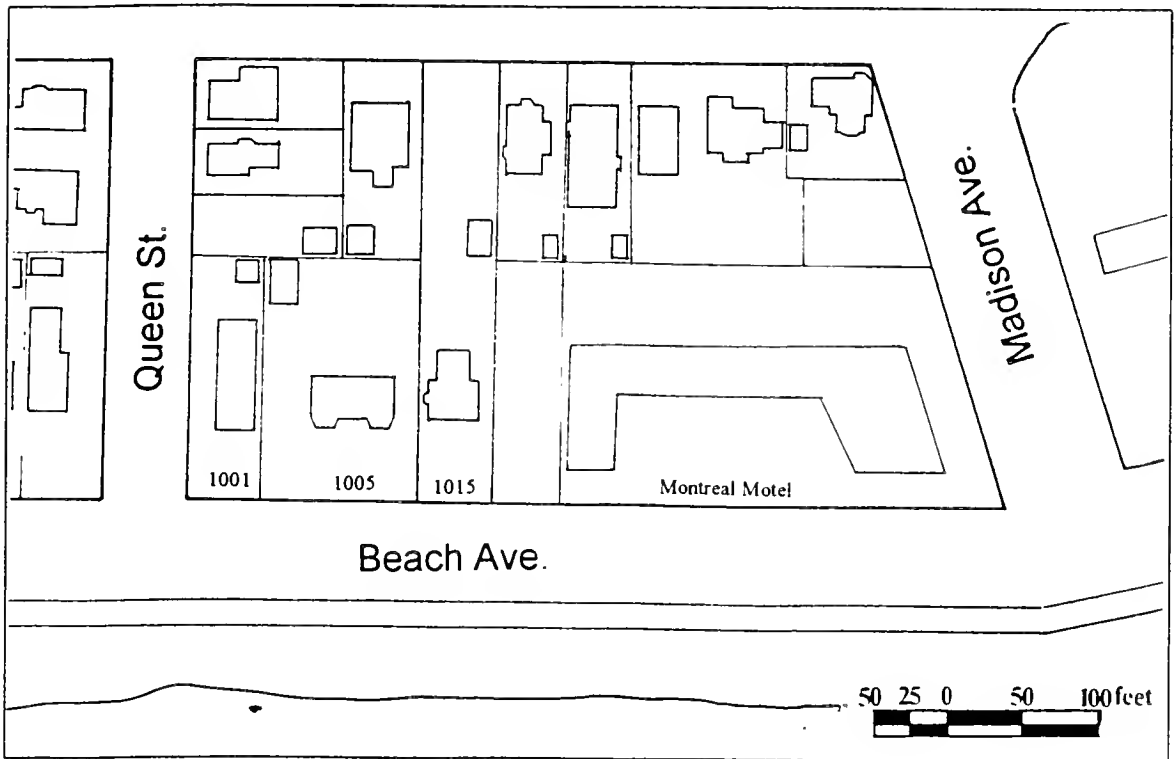 Queen St.
Madison Ave.
1001
1005
1015
Montreal Motel
Beach Ave.
50 25 0 50 100 feet